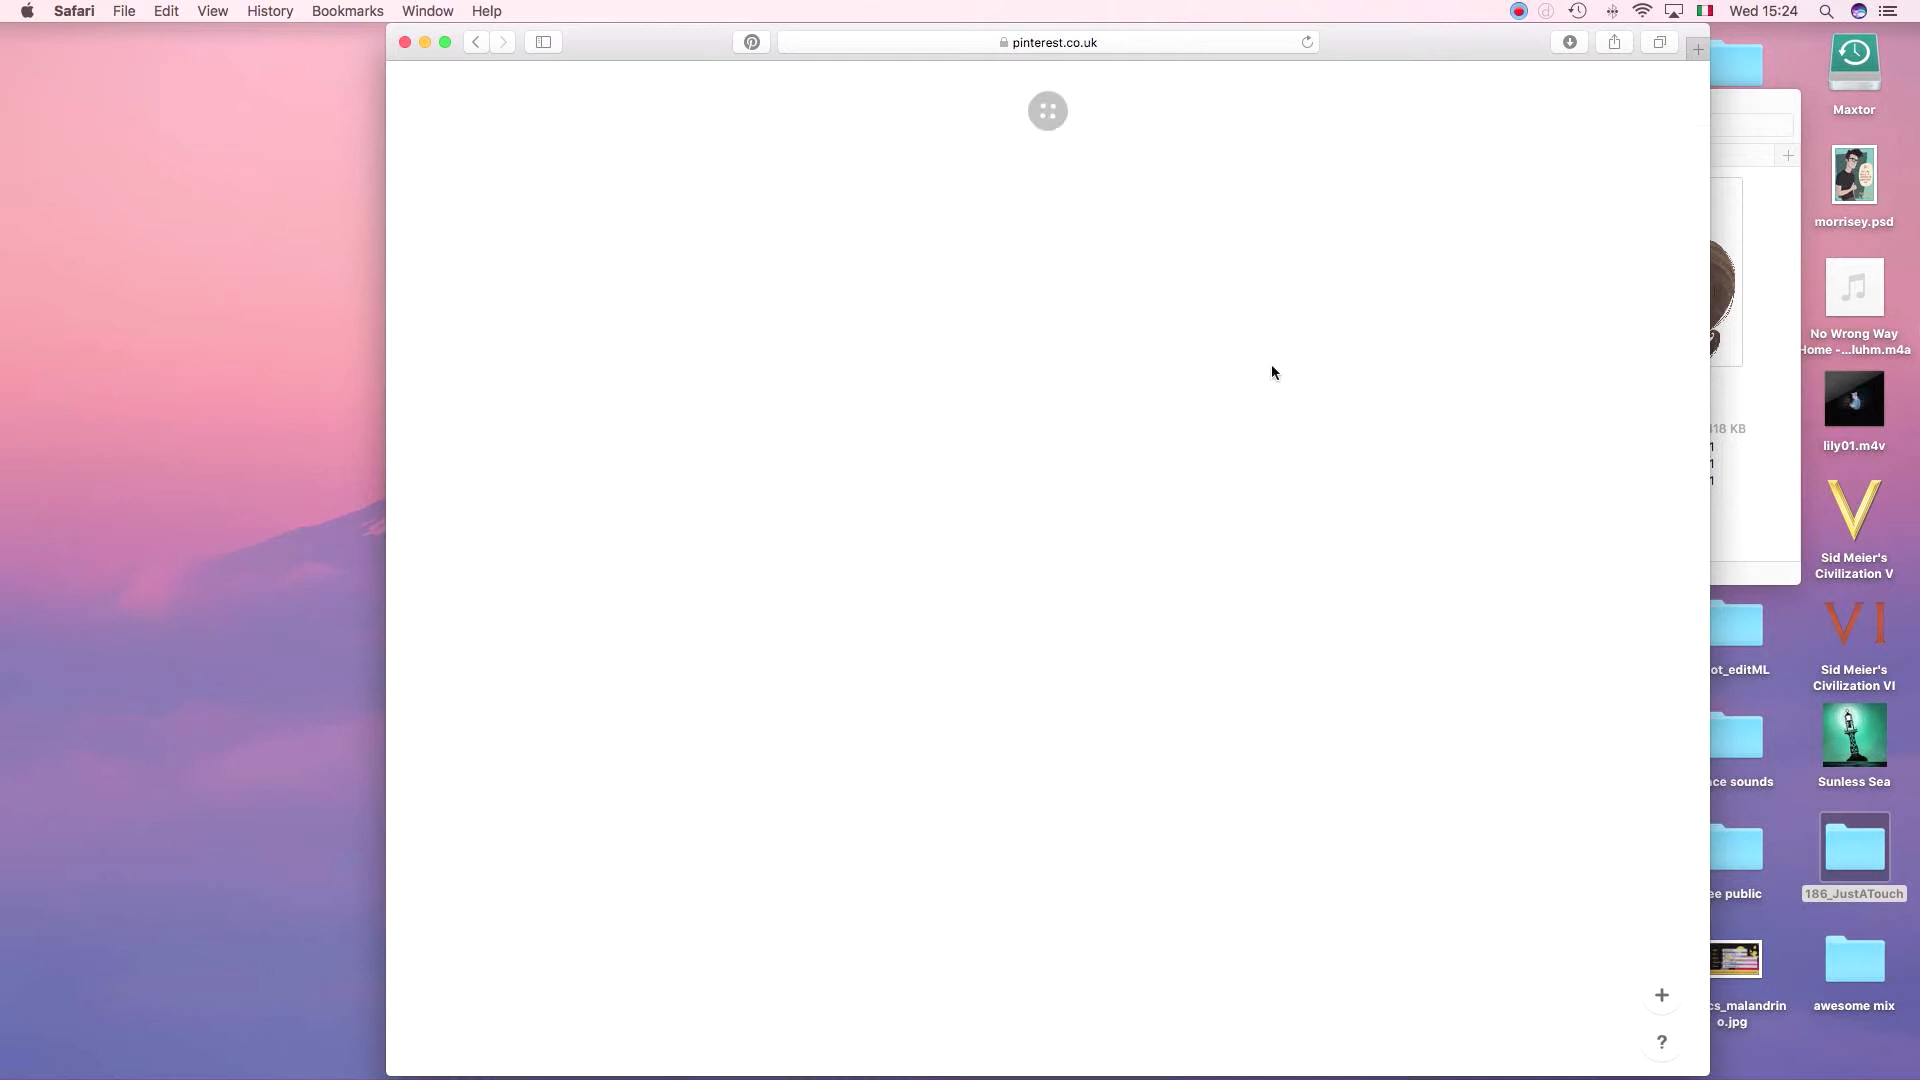 Safari File Edit View History Bookmarks Window Help
Wed 15:24
pinterest.co.uk
Maxtor
morrisey.psd
No Wrong Way
Home -...luhm.m4a
418 KB
lily01.m4v
Sid Meier's
Civilization V
ot_editML
Sid Meier's
Civilization VI
ce sounds
Sunless Sea
ee public
186_JustATouch
cs_malandrin
o.jpg
awesome mix
?